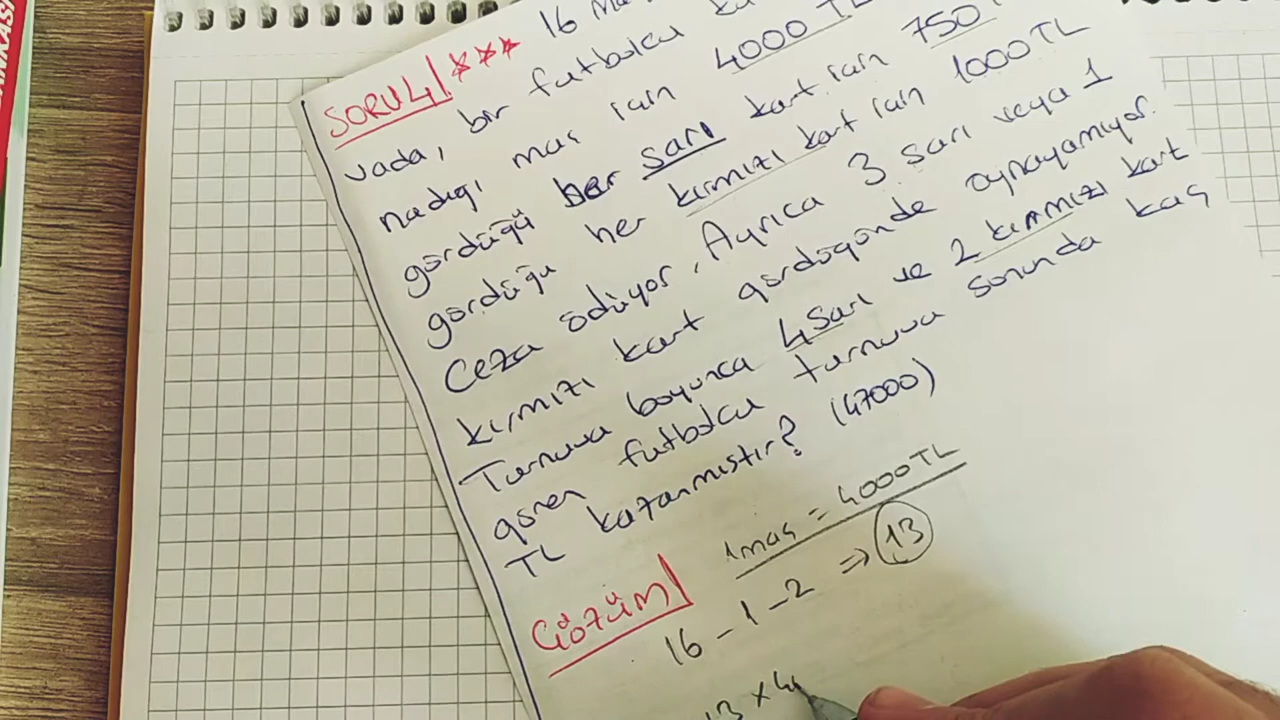 SORU 4 *** 16
vada, bir futbolcu
nadığı maç için 4000 TL
gördüğü her sarı kart için 750
gördüğü her kırmızı kart için 1000 TL
Ceza ödüyor. Ayrıca 3 sarı veya 1
kırmızı kart gördüğünde oynayamıyor.
Turnuva boyunca 4 sarı ve 2 kırmızı kart
gören futbolcu turnuva sonunda kaç
TL kazanmıştır? (47000)
Çözüm 1 maç = 4000 TL
16 - 1 - 2 => 13
13 x 4